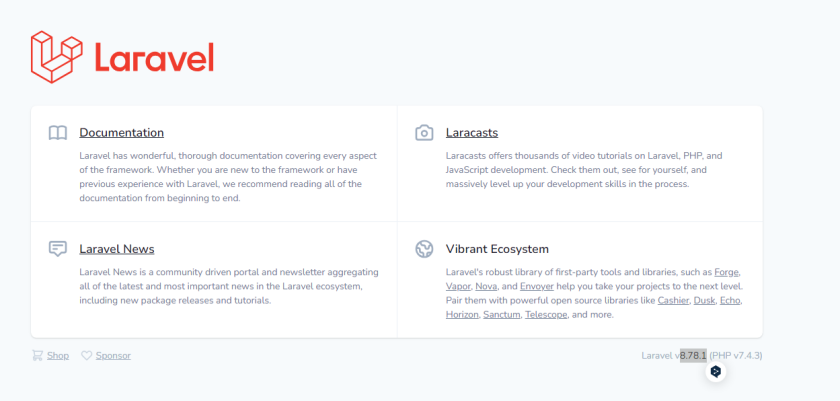 Laravel
Documentation
Laravel has wonderful, thorough documentation covering every aspect
of the framework. Whether you are new to the framework or have
previous experience with Laravel, we recommend reading all of the
documentation from beginning to end.
Laracasts
Laracasts offers thousands of video tutorials on Laravel, PHP, and
JavaScript development. Check them out, see for yourself, and
massively level up your development skills in the process.
Laravel News
Laravel News is a community driven portal and newsletter aggregating
all of the latest and most important news in the Laravel ecosystem,
including new package releases and tutorials.
Vibrant Ecosystem
Laravel's robust library of first-party tools and libraries, such as Forge,
Vapor, Nova, and Envoyer help you take your projects to the next level.
Pair them with powerful open source libraries like Cashier, Dusk, Echo,
Horizon, Sanctum, Telescope, and more.
Shop
Sponsor
Laravel v8.78.1 (PHP v7.4.3)